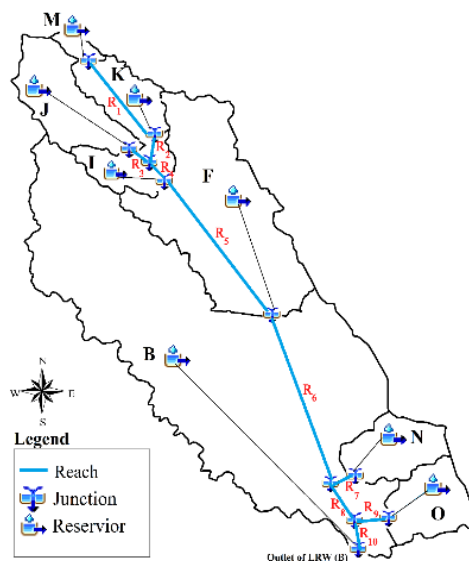 M
K
J
R1
R2
I
R3
R4
F
R5
B
R6
N
W E
S
Legend
Reach
Junction
Reservior
N
R7
O
R8
R9
R10
Outlet of LRW (B)